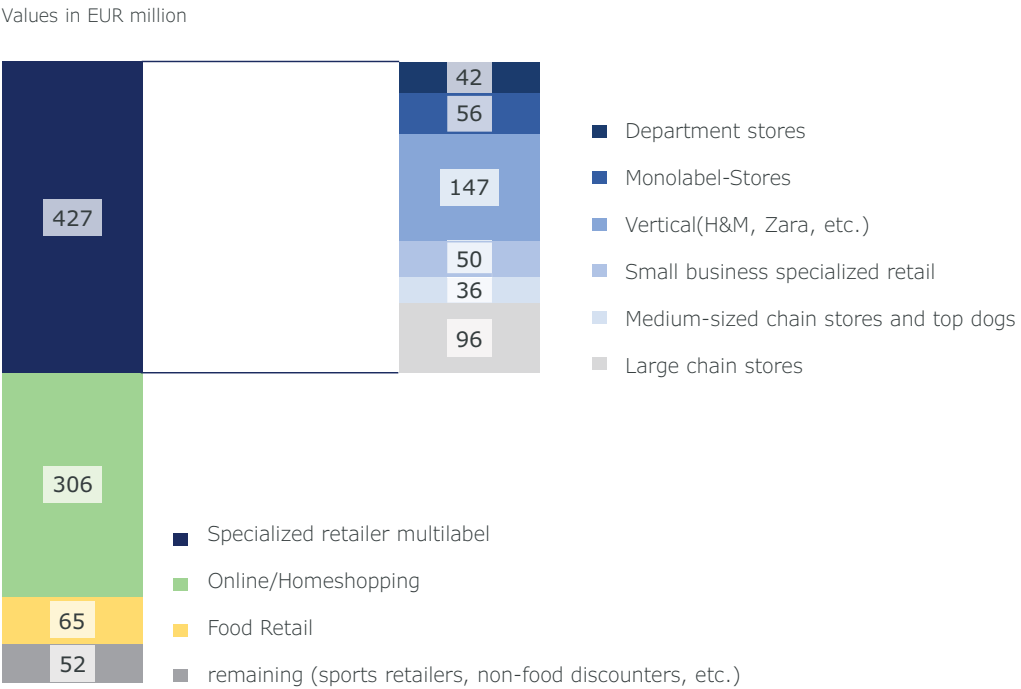 Values in EUR million
427
306
65
52
42
56
147
50
36
96
Department stores
Monolabel-Stores
Vertical(H&M, Zara, etc.)
Small business specialized retail
Medium-sized chain stores and top dogs
Large chain stores
Specialized retailer multilabel
Online/Homeshopping
Food Retail
remaining (sports retailers, non-food discounters, etc.)